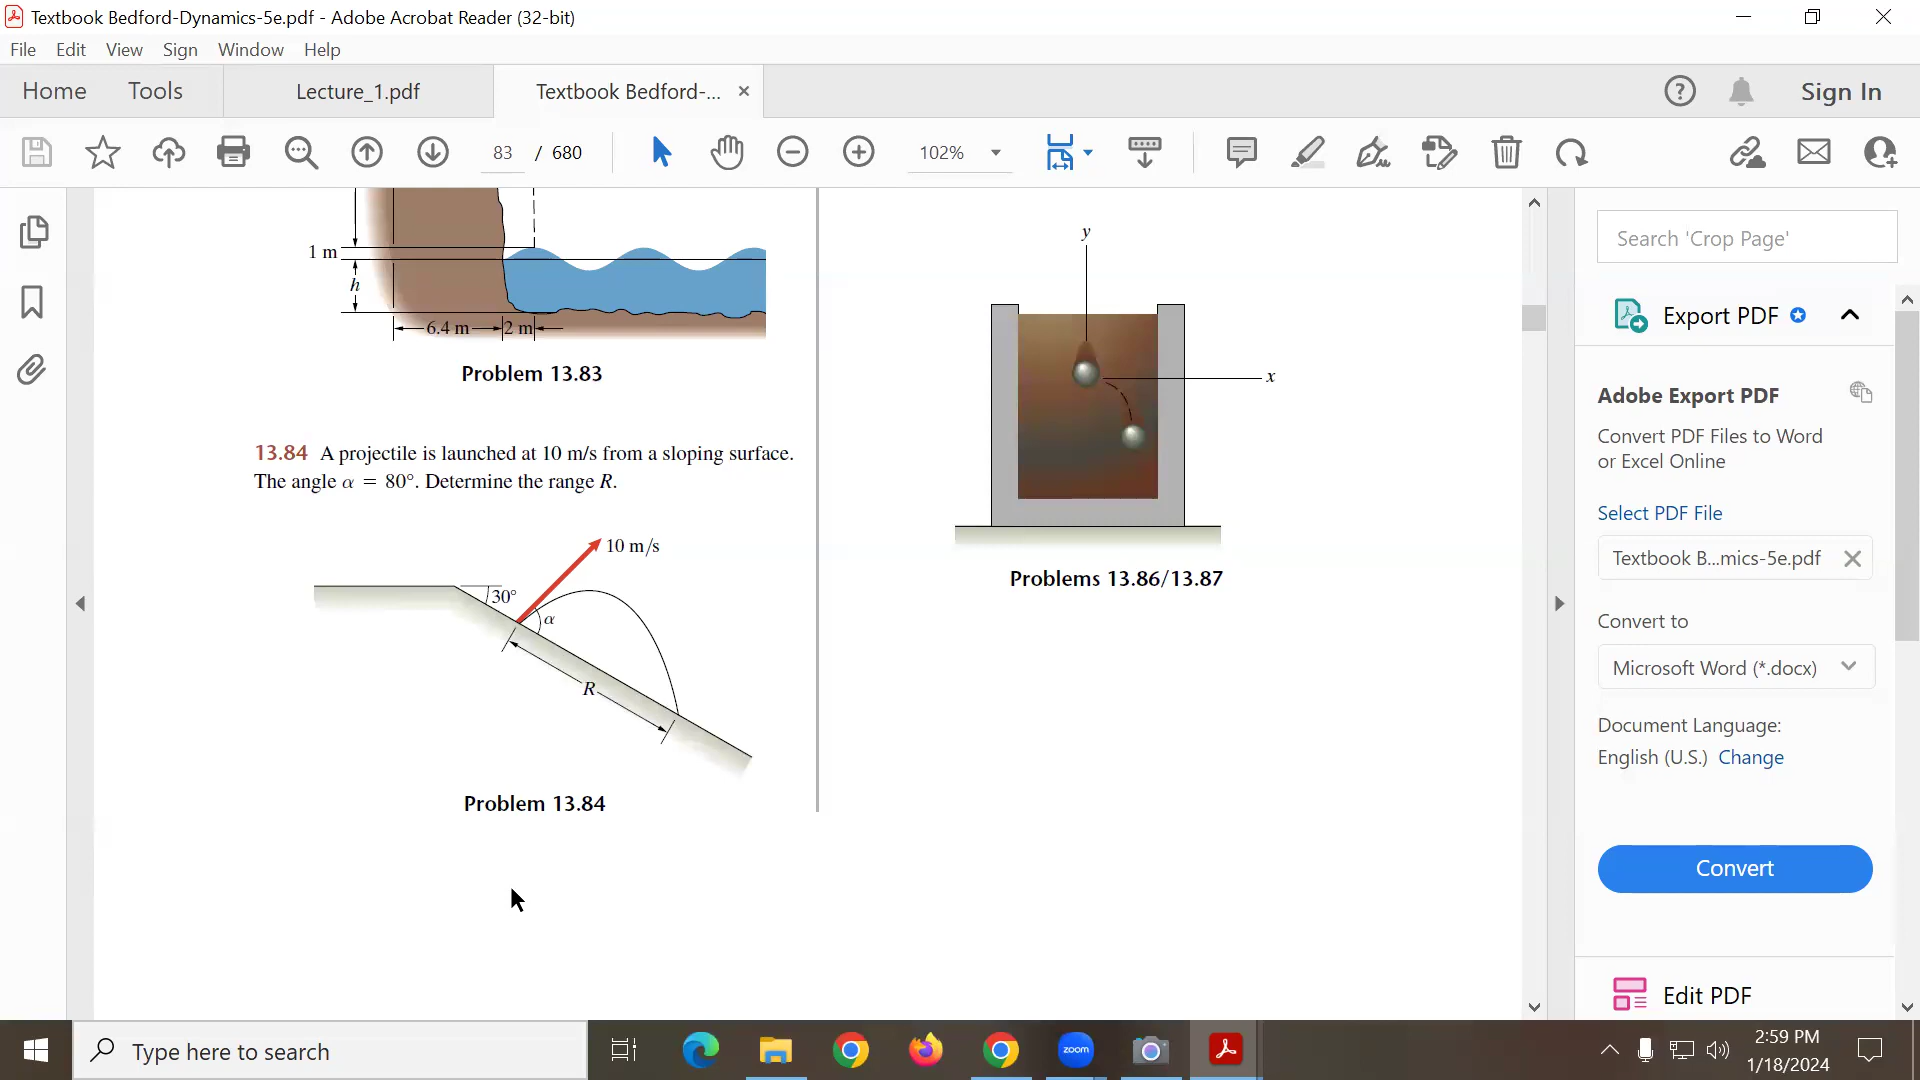 Textbook Bedford-Dynamics-5e.pdf - Adobe Acrobat Reader (32-bit)
File Edit View Sign Window Help
Home Tools Lecture_1.pdf Textbook Bedford-... × Sign In
83 / 680 102%
1 m
h
6.4 m 2 m
Problem 13.83
13.84 A projectile is launched at 10 m/s from a sloping surface.
The angle α = 80°. Determine the range R.
10 m/s
30°
α
R
Problem 13.84
y
x
Problems 13.86/13.87
Search 'Crop Page'
Export PDF
Adobe Export PDF
Convert PDF Files to Word
or Excel Online
Select PDF File
Textbook B...mics-5e.pdf
Convert to
Microsoft Word (*.docx)
Document Language:
English (U.S.) Change
Convert
Edit PDF
Type here to search
zoom
2:59 PM
1/18/2024